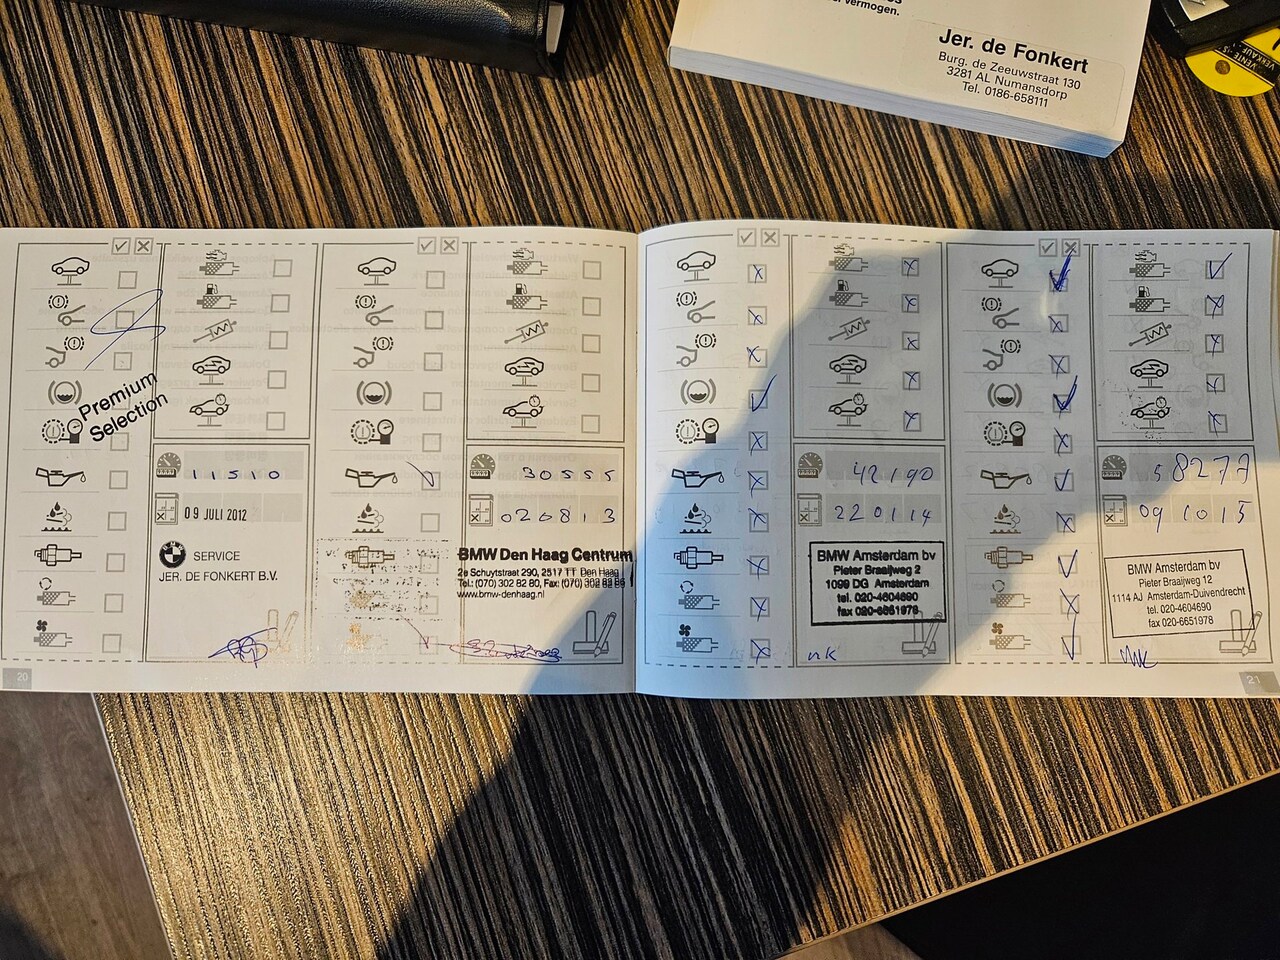 Jer. de Fonkert
Burg. de Zeeuwstraat 130
3281 AL Numansdorp
Tel. 0186-658111
vermogen.
Premium
Selection
11510
09 JULI 2012
BMW
SERVICE
JER. DE FONKERT B.V.
20
30555
020813
BMW Den Haag Centrum
2e Schuytstraat 290, 2517 TT Den Haag
Tel.: (070) 302 82 80, Fax: (070) 302 82 86
www.bmw-denhaag.nl
42190
220114
BMW Amsterdam bv
Pieter Braaijweg 2
1099 DG Amsterdam
tel. 020-4604690
fax 020-6651978
nk
58277
091015
BMW Amsterdam bv
Pieter Braaijweg 12
1114 AJ Amsterdam-Duivendrecht
tel. 020-4604690
fax 020-6651978
21